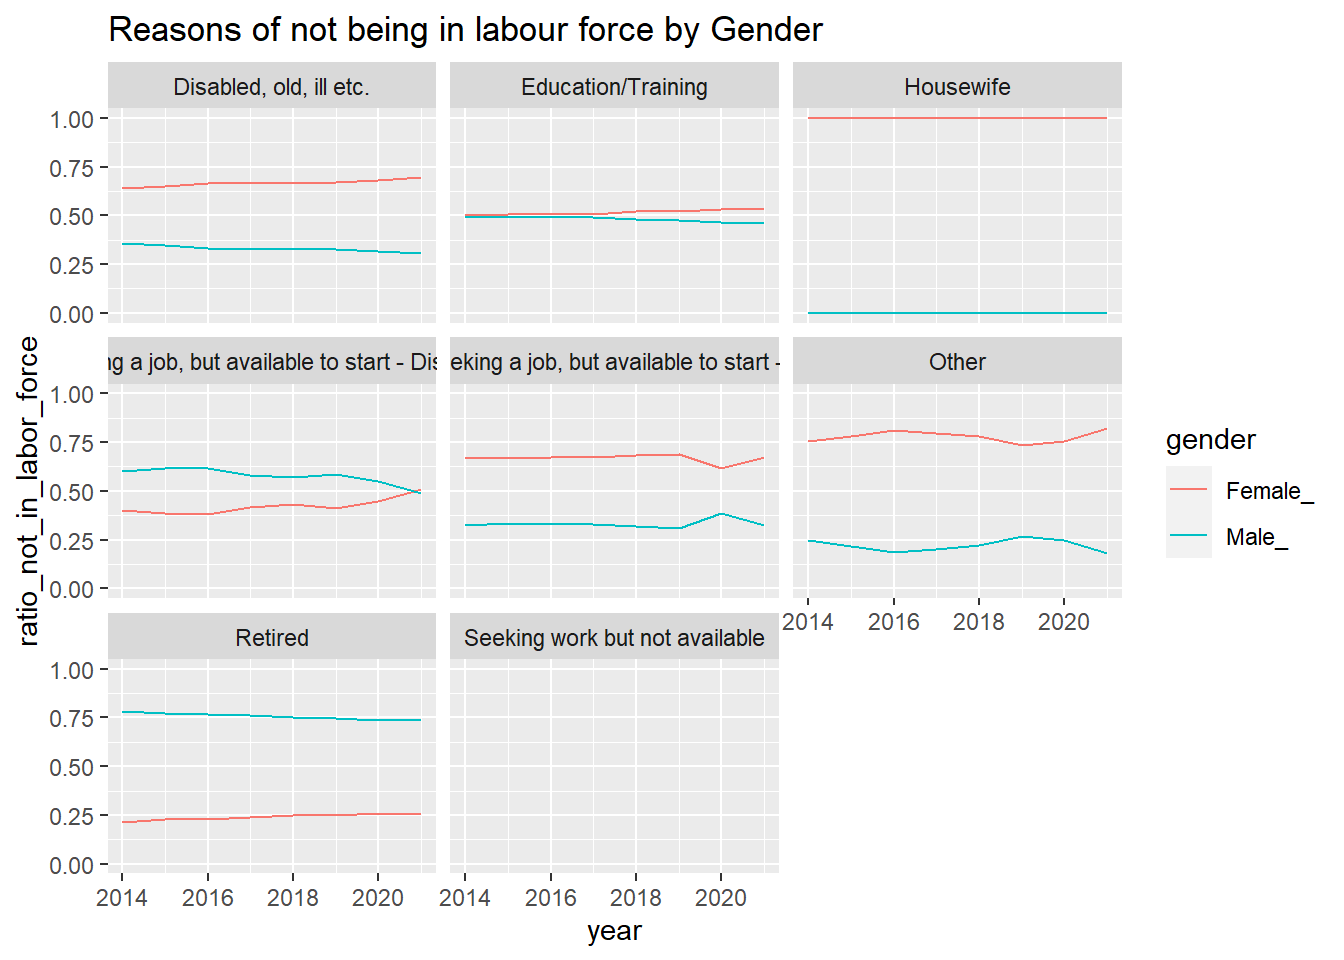 Reasons of not being in labour force by Gender
Disabled, old, ill etc.
Education/Training
Housewife
1.00
0.75
0.50
0.25
0.00
ng a job, but available to start - Dis
eking a job, but available to start -
Other
1.00
0.75
0.50
0.25
0.00
2014 2016 2018 2020
Retired
Seeking work but not available
1.00
0.75
0.50
0.25
0.00
2014 2016 2018 2020
2014 2016 2018 2020
year
ratio_not_in_labor_force
gender
Female_
Male_